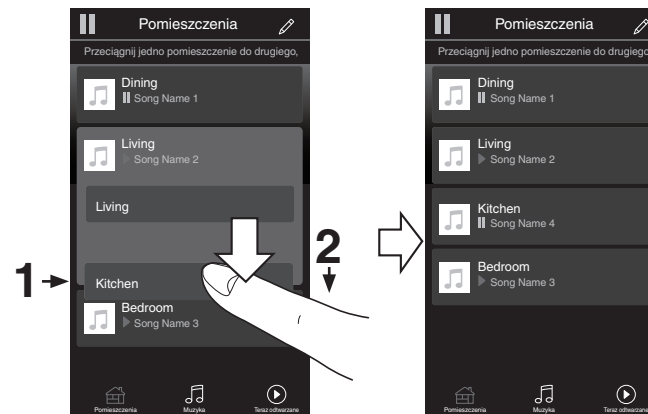 Pomieszczenia
Przeciągnij jedno pomieszczenie do drugiego,
Dining
Song Name 1
Living
Song Name 2
Living
Kitchen
Bedroom
Song Name 3
Pomieszczenia
Muzyka
Teraz odtwarzane
1
2
Pomieszczenia
Przeciągnij jedno pomieszczenie do drugiego
Dining
Song Name 1
Living
Song Name 2
Kitchen
Song Name 4
Bedroom
Song Name 3
Pomieszczenia
Muzyka
Teraz odtwarzane